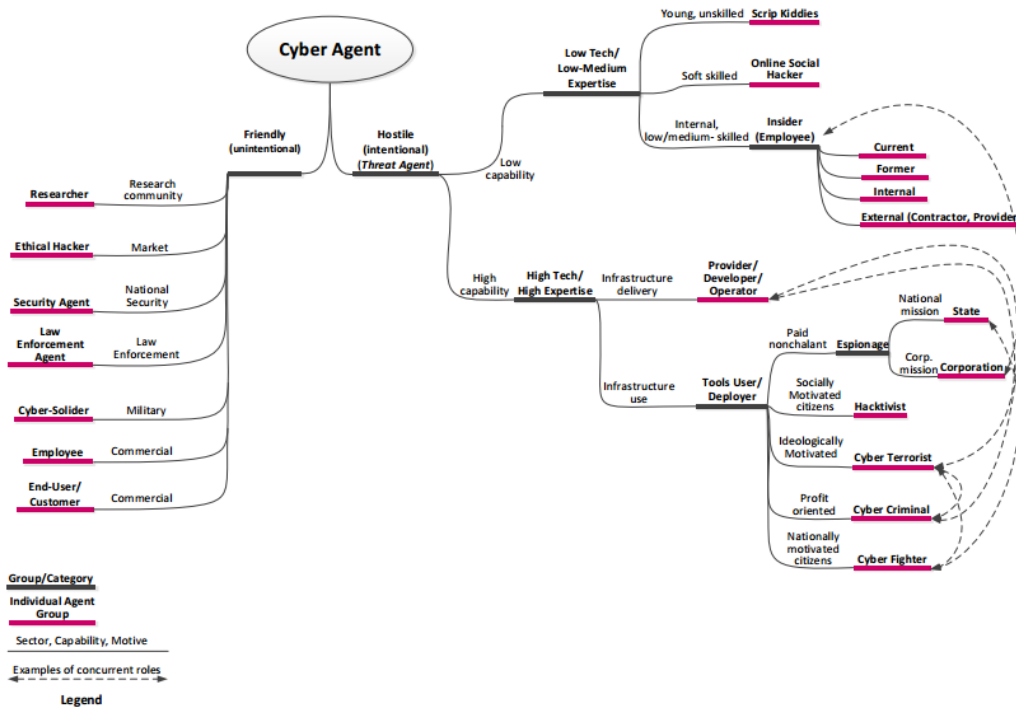 Cyber Agent
Friendly
(unintentional)
Hostile
(intentional)
(Threat Agent)
Research
community
Researcher
Market
Ethical Hacker
National
Security
Security Agent
Law
Enforcement
Law
Enforcement
Agent
Military
Cyber-Solider
Commercial
Employee
Commercial
End-User/
Customer
Low
capability
Low Tech/
Low-Medium
Expertise
Young, unskilled
Scrip Kiddies
Soft skilled
Online Social
Hacker
Internal,
low/medium- skilled
Insider
(Employee)
Current
Former
Internal
External (Contractor, Provider
High
capability
High Tech/
High Expertise
Infrastructure
delivery
Provider/
Developer/
Operator
Infrastructure
use
Tools User/
Deployer
Paid
nonchalant
Espionage
National
mission
State
Corp.
mission
Corporation
Socially
Motivated
citizens
Hacktivist
Ideologically
Motivated
Cyber Terrorist
Profit
oriented
Cyber Criminal
Nationally
motivated
citizens
Cyber Fighter
Group/Category
Individual Agent
Group
Sector, Capability, Motive
Examples of concurrent roles
Legend